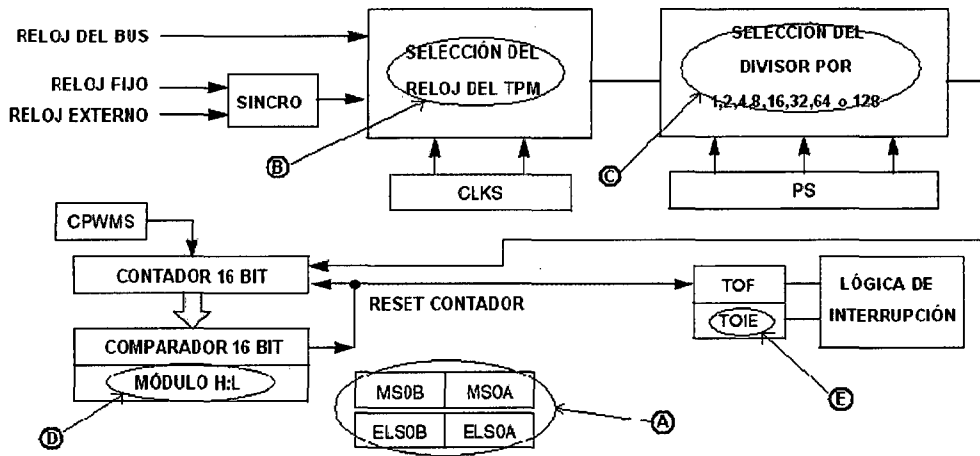 RELOJ DEL BUS
RELOJ FIJO
RELOJ EXTERNO
SINCRO
SELECCIÓN DEL
RELOJ DEL TPM
SELECCIÓN DEL
DIVISOR POR
1,2,4,8,16,32,64 o 128
B
C
CLKS
PS
CPWMS
CONTADOR 16 BIT
RESET CONTADOR
COMPARADOR 16 BIT
MÓDULO H:L
TOF
TOIE
LÓGICA DE
INTERRUPCIÓN
MS0B MS0A
ELS0B ELS0A
D
A
E